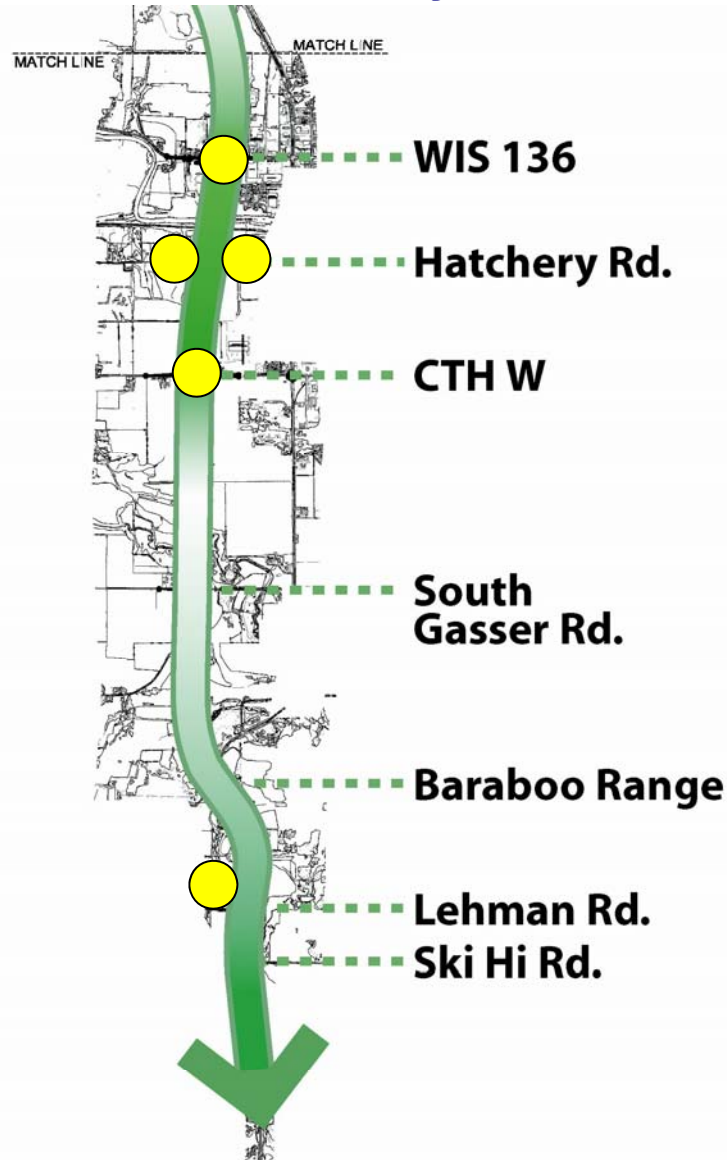 MATCH LINE
MATCH LINE
WIS 136
Hatchery Rd.
CTH W
South
Gasser Rd.
Baraboo Range
Lehman Rd.
Ski Hi Rd.